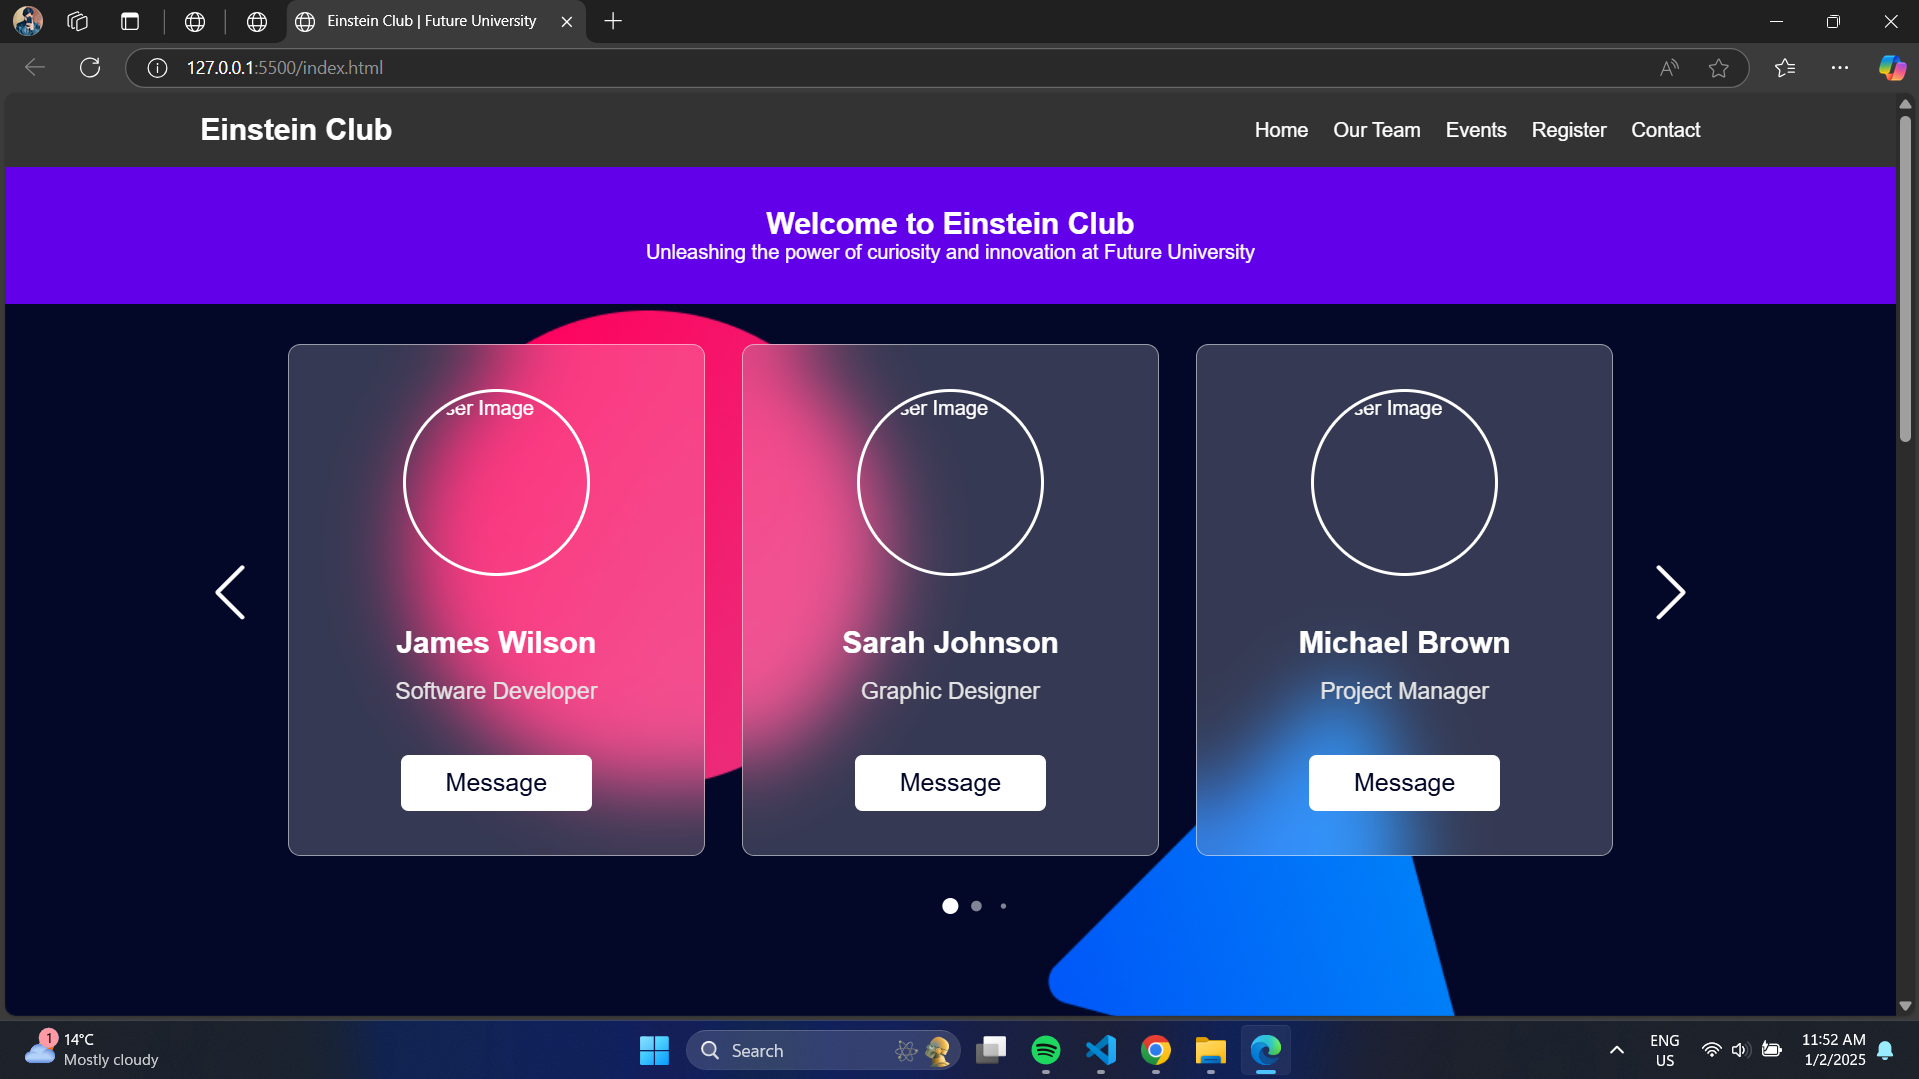 Einstein Club | Future University
127.0.0.1:5500/index.html
Einstein Club
Home Our Team Events Register Contact
Welcome to Einstein Club
Unleashing the power of curiosity and innovation at Future University
ser Image
ser Image
ser Image
James Wilson
Software Developer
Message
Sarah Johnson
Graphic Designer
Message
Michael Brown
Project Manager
Message
1
14°C
Mostly cloudy
Search
ENG
US
11:52 AM
1/2/2025